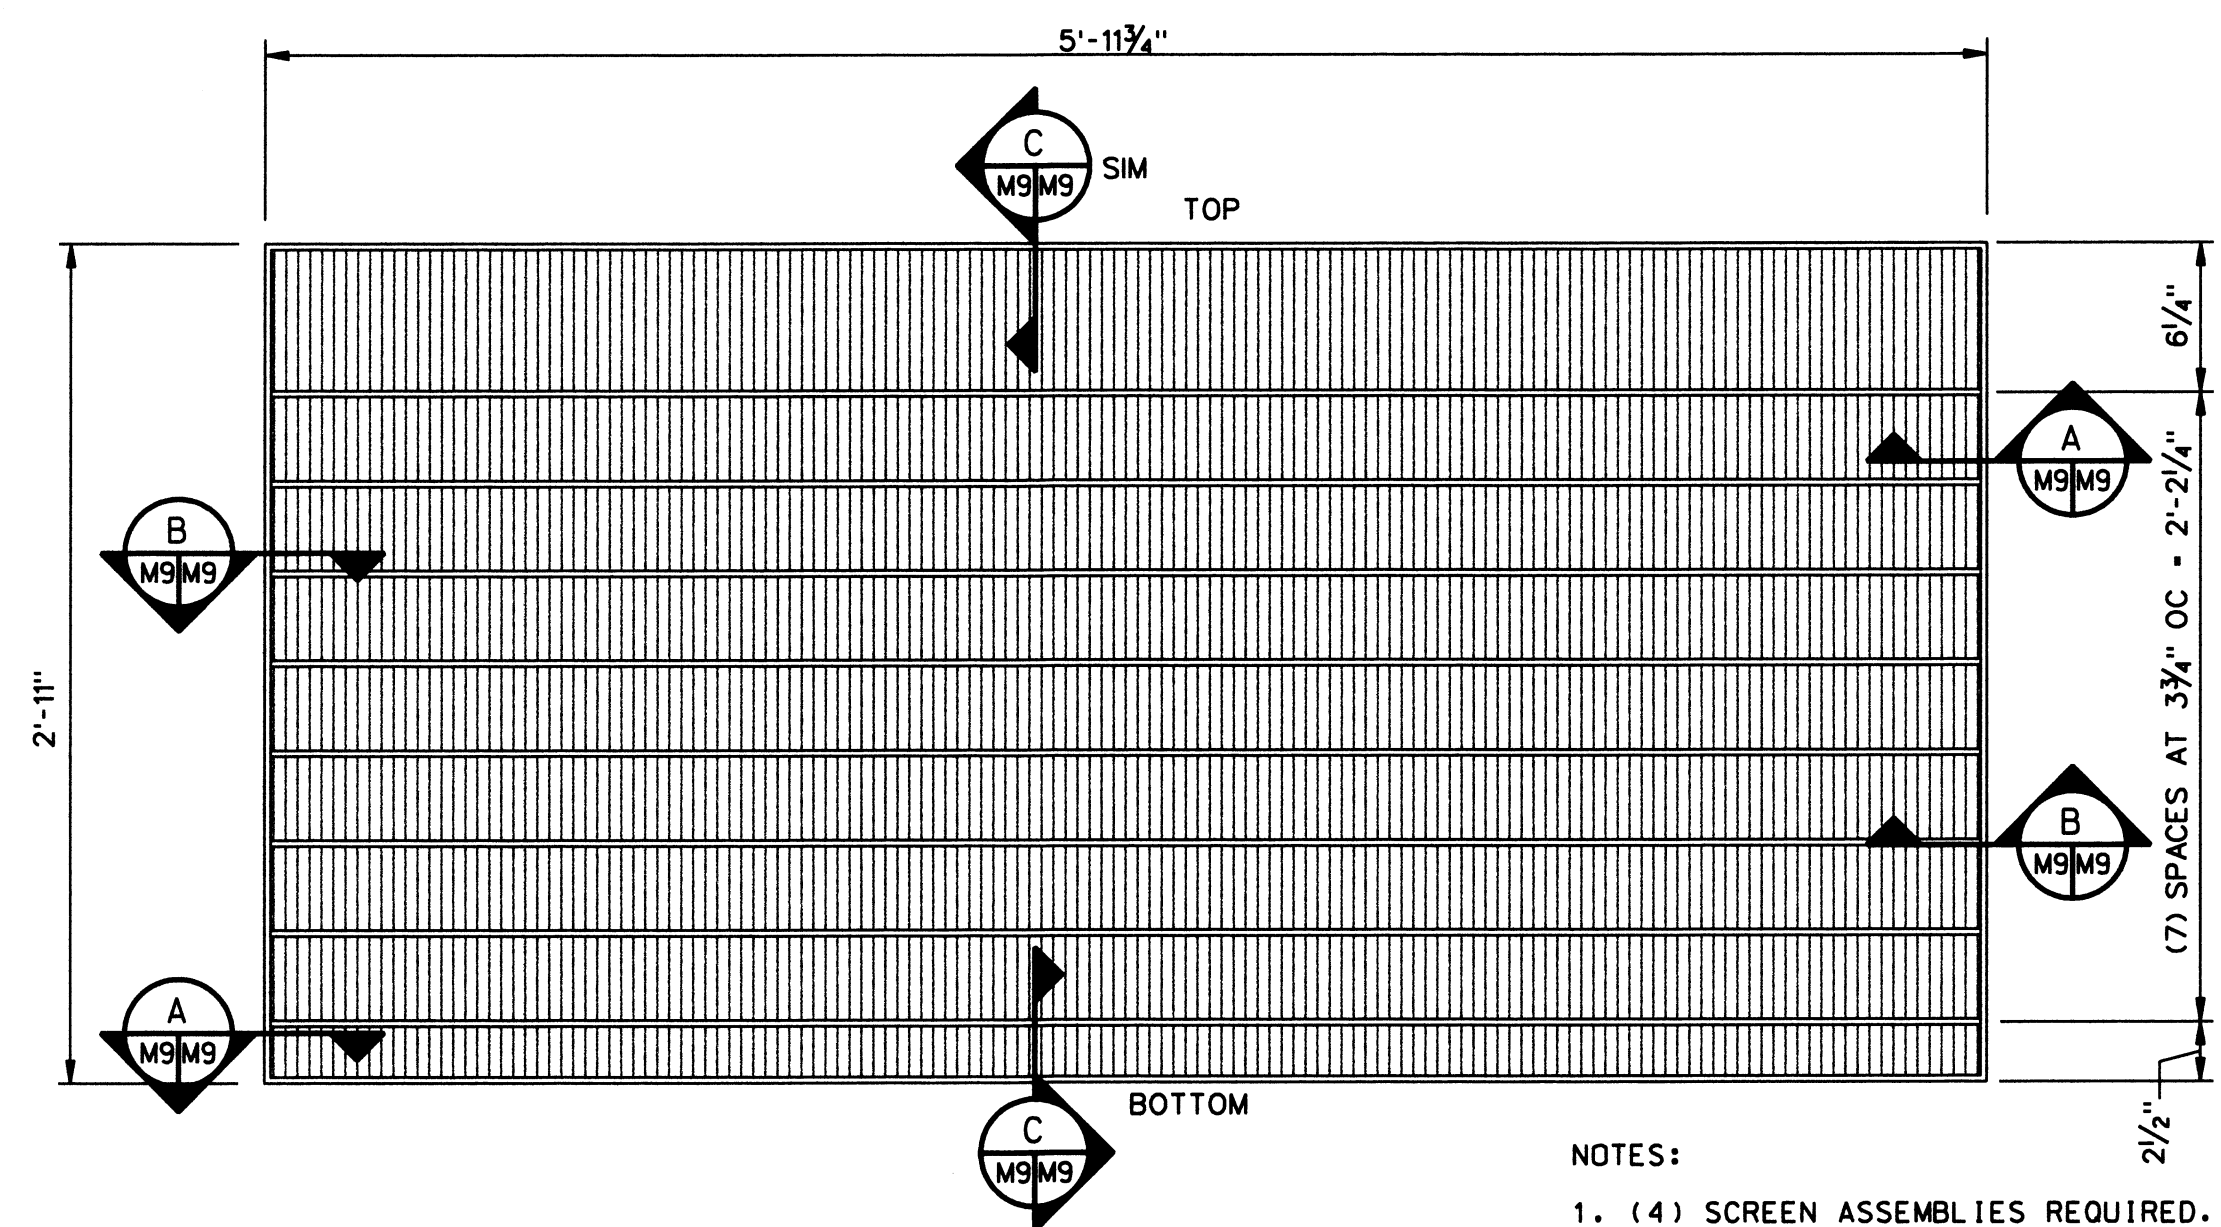 5'-11¾"
C
M9 M9
SIM
TOP
6¼"
A
M9 M9
B
M9 M9
2'-11"
(7) SPACES AT 3¾" OC = 2'-2¼"
B
M9 M9
A
M9 M9
BOTTOM
C
M9 M9
2½"
NOTES:
1. (4) SCREEN ASSEMBLIES REQUIRED.